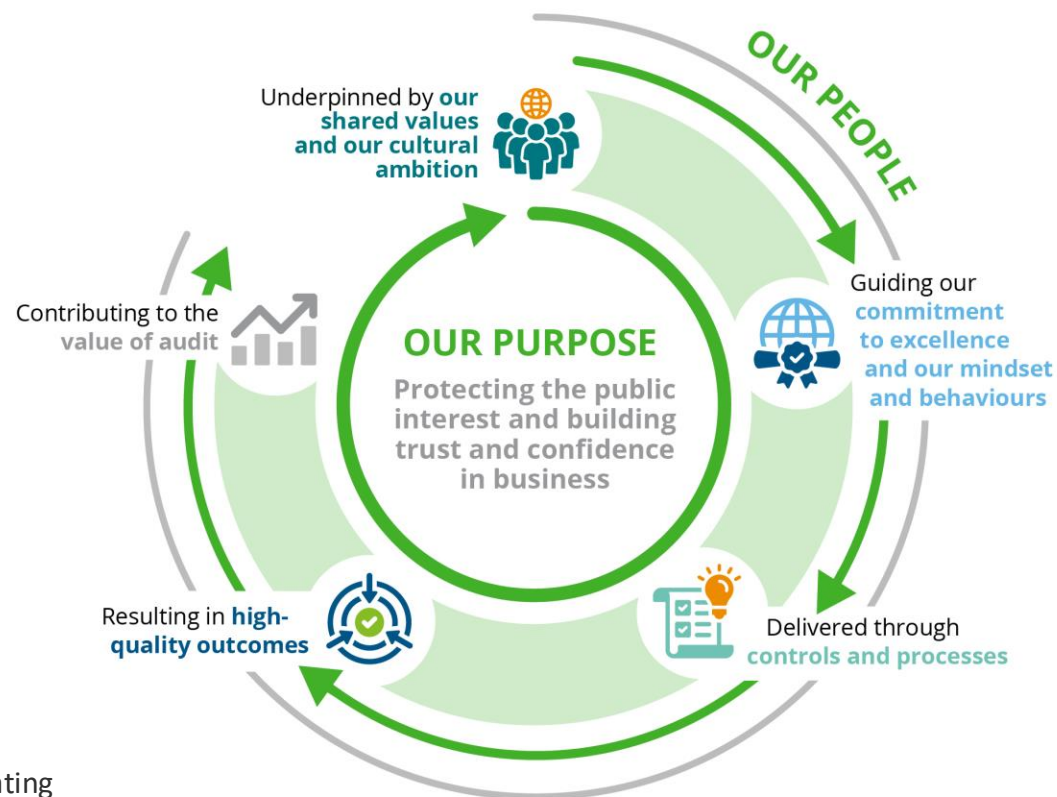 OUR PEOPLE
Underpinned by our
shared values
and our cultural
ambition
Guiding our
commitment
to excellence
and our mindset
and behaviours
Contributing to the
value of audit
OUR PURPOSE
Protecting the public
interest and building
trust and confidence
in business
Resulting in high-
quality outcomes
Delivered through
controls and processes